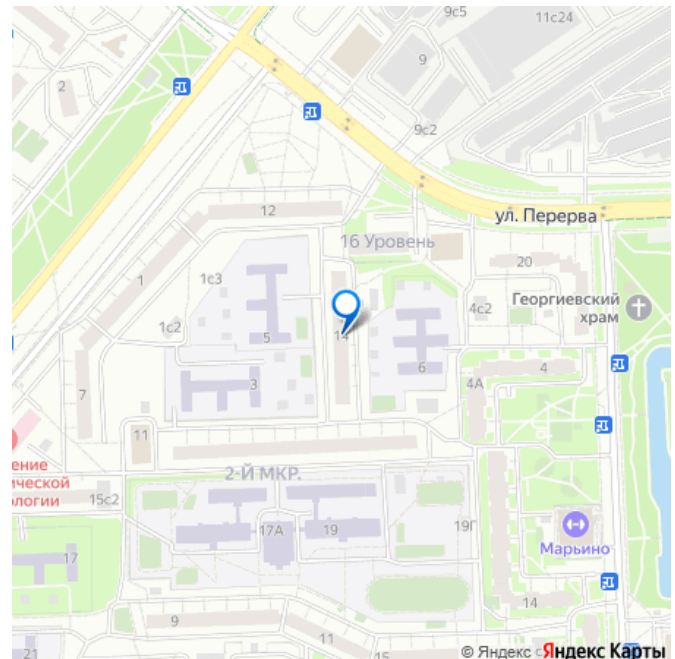 9с5
11с24
9
2
9с2
12
ул. Перерва
16 Уровень
20
1с3
1
Георгиевский
храм
4с2
1с2
5
14
6
3
4А
4
7
11
2-Й МКР.
ение
ической
ологии
15с2
17А
19
19Г
Марьино
17
14
9
11
15
21
© Яндекс
Яндекс Карты